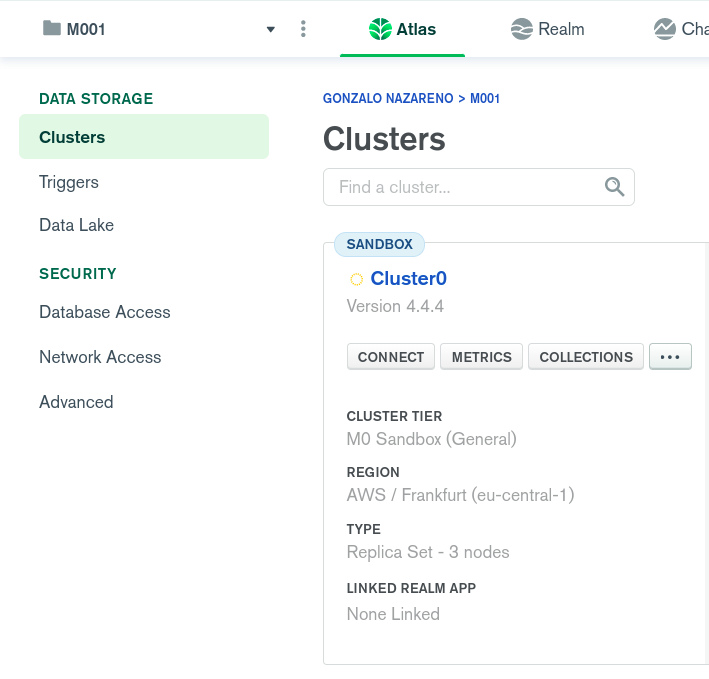 M001
Atlas
Realm
DATA STORAGE
Clusters
Triggers
Data Lake
SECURITY
Database Access
Network Access
Advanced
GONZALO NAZARENO > M001
Clusters
Find a cluster...
SANDBOX
Cluster0
Version 4.4.4
CONNECT METRICS COLLECTIONS ...
CLUSTER TIER
M0 Sandbox (General)
REGION
AWS / Frankfurt (eu-central-1)
TYPE
Replica Set - 3 nodes
LINKED REALM APP
None Linked